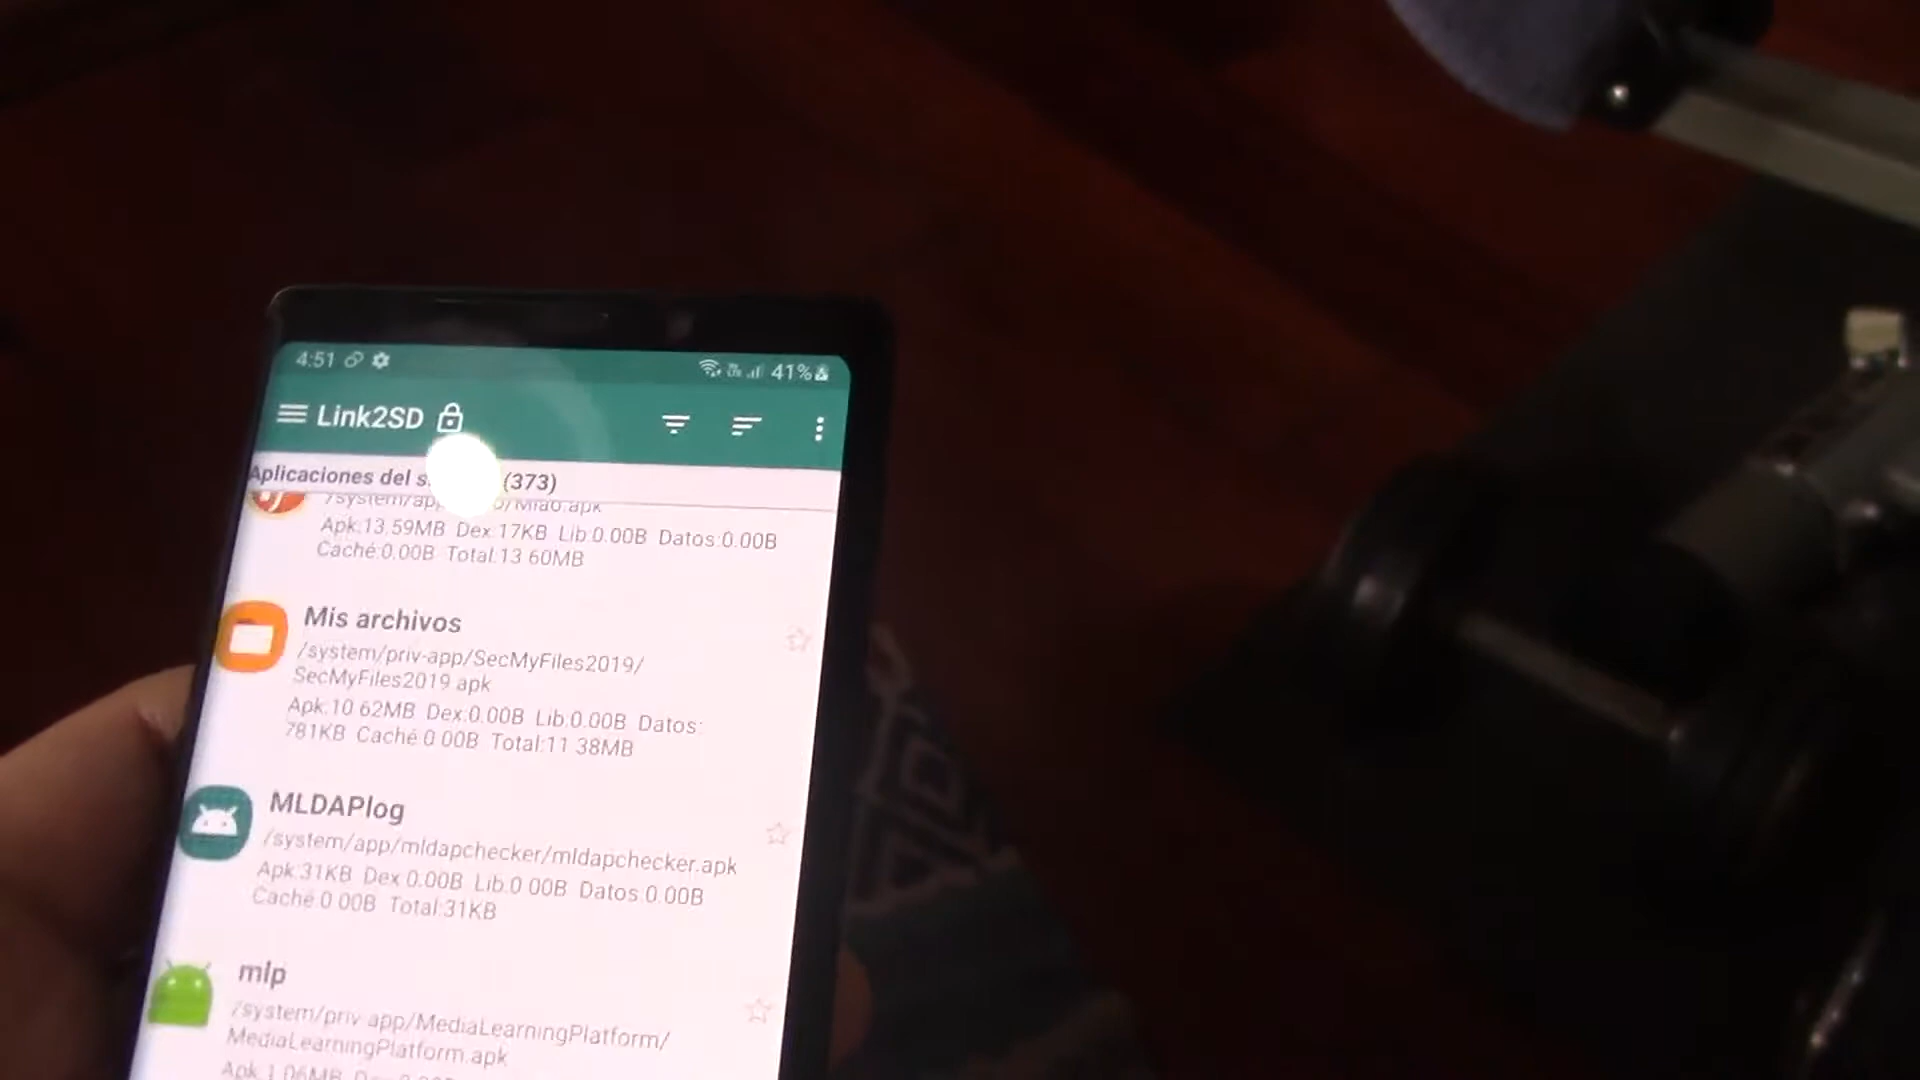 4:51 41%
Link2SD
Aplicaciones del (373)
/system/app
Apk:13.59MB Dex:17KB Lib:0.00B Datos:0.00B
Caché:0.00B Total:13 60MB
Mis archivos
/system/priv-app/SecMyFiles2019/
SecMyFiles2019 apk
Apk:10 62MB Dex:0.00B Lib:0.00B Datos:
781KB Caché:0 00B Total:11 38MB
MLDAPlog
/system/app/mldapchecker/mldapchecker.apk
Apk:31KB Dex:0.00B Lib:0 00B Datos:0.00B
Caché:0 00B Total:31KB
mlp
/system/priv app/MediaLearningPlatform/
MediaLearningPlatform.apk
Apk:1.06MB